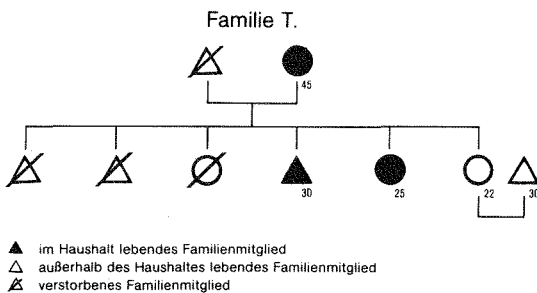 Familie T.
45
30
25
22
30
im Haushalt lebendes Familienmitglied
außerhalb des Haushaltes lebendes Familienmitglied
verstorbenes Familienmitglied